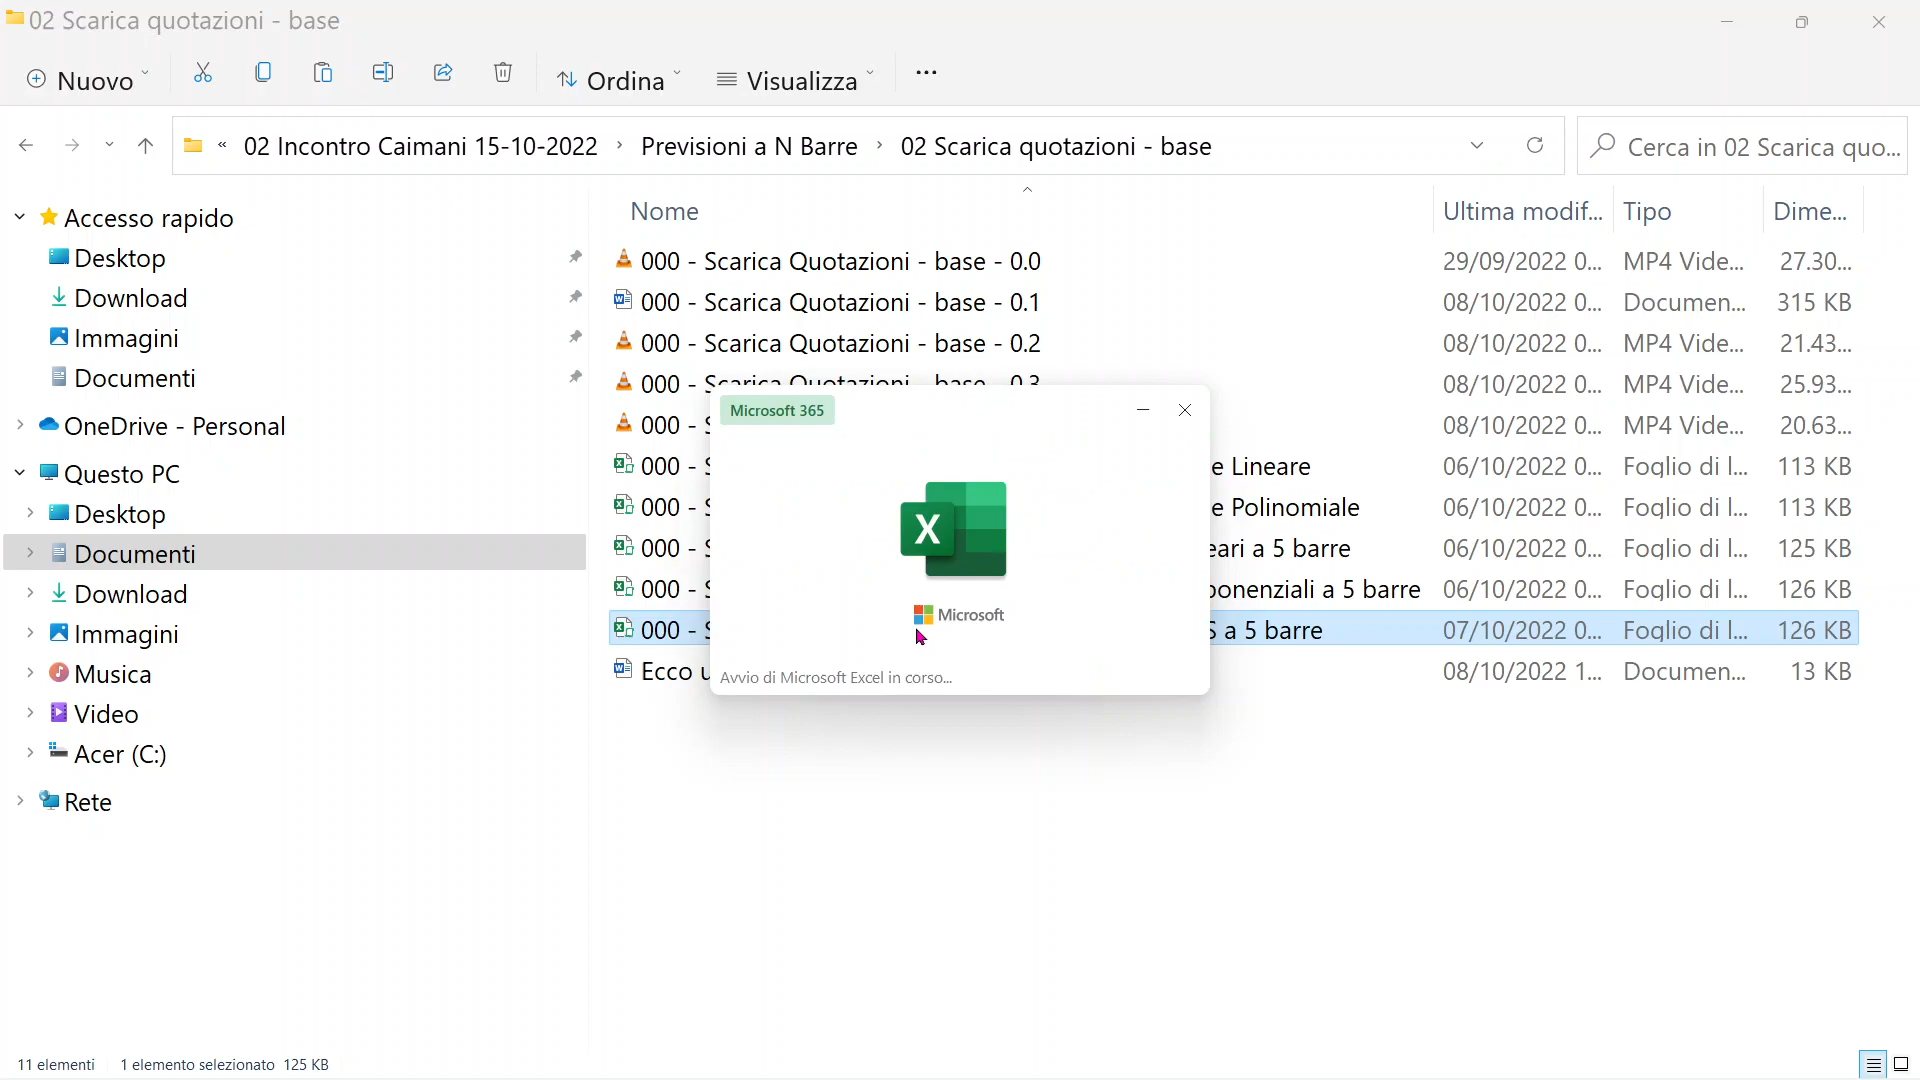 02 Scarica quotazioni - base
Nuovo
Ordina
Visualizza
« 02 Incontro Caimani 15-10-2022 › Previsioni a N Barre › 02 Scarica quotazioni - base
Cerca in 02 Scarica quo...
Nome Ultima modif... Tipo Dime...
Accesso rapido
Desktop
Download
Immagini
Documenti
OneDrive - Personal
Questo PC
Desktop
Documenti
Download
Immagini
Musica
Video
Acer (C:)
Rete
000 - Scarica Quotazioni - base - 0.0 29/09/2022 0... MP4 Vide... 27.30...
000 - Scarica Quotazioni - base - 0.1 08/10/2022 0... Documen... 315 KB
000 - Scarica Quotazioni - base - 0.2 08/10/2022 0... MP4 Vide... 21.43...
000 - Scarica Quotazioni - base - 0.3 08/10/2022 0... MP4 Vide... 25.93...
000 - 08/10/2022 0... MP4 Vide... 20.63...
000 - e Lineare 06/10/2022 0... Foglio di l... 113 KB
000 - e Polinomiale 06/10/2022 0... Foglio di l... 113 KB
000 - eari a 5 barre 06/10/2022 0... Foglio di l... 125 KB
000 - ponenziali a 5 barre 06/10/2022 0... Foglio di l... 126 KB
000 - S a 5 barre 07/10/2022 0... Foglio di l... 126 KB
Ecco 08/10/2022 1... Documen... 13 KB
Microsoft 365
X
Microsoft
Avvio di Microsoft Excel in corso...
11 elementi 1 elemento selezionato 125 KB